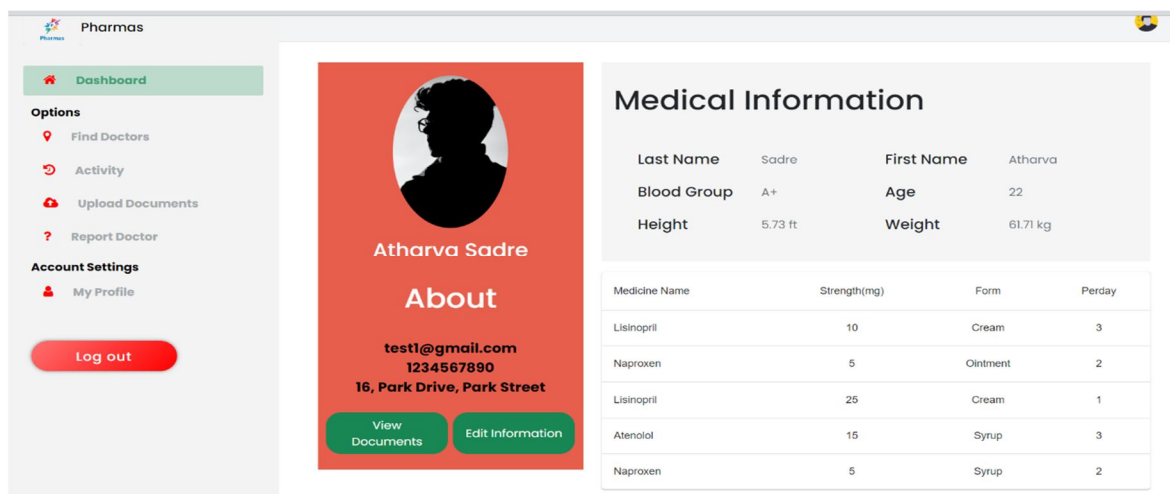 Pharmas
Pharmas
Dashboard
Options
Find Doctors
Activity
Upload Documents
? Report Doctor
Account Settings
My Profile
Log out
Atharva Sadre
About
test1@gmail.com
1234567890
16, Park Drive, Park Street
View
Documents
Edit Information
Medical Information
Last Name Sadre First Name Atharva
Blood Group A+ Age 22
Height 5.73 ft Weight 61.71 kg
Medicine Name Strength(mg) Form Perday
Lisinopril 10 Cream 3
Naproxen 5 Ointment 2
Lisinopril 25 Cream 1
Atenolol 15 Syrup 3
Naproxen 5 Syrup 2